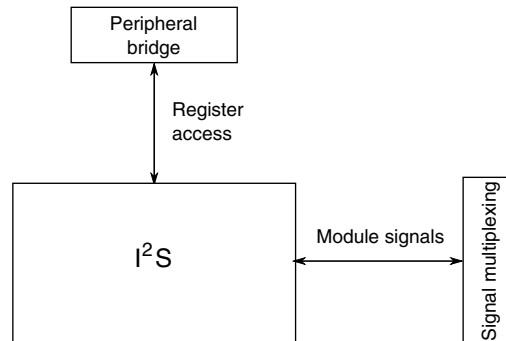 Peripheral
bridge
Register
access
I²S
Module signals
Signal multiplexing